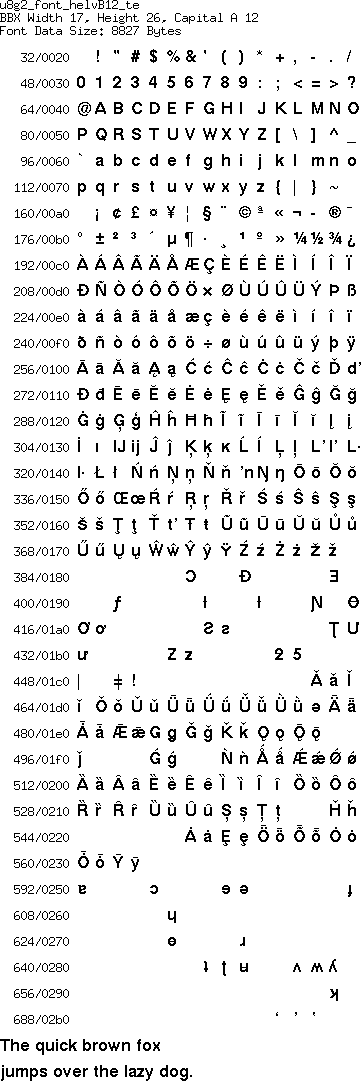 u8g2_font_helvB12_te
BBX Width 17, Height 26, Capital A 12
Font Data Size: 8827 Bytes
32/0020 ! " # $ % & ' ( ) * + , - . /
48/0030 0 1 2 3 4 5 6 7 8 9 : ; < = > ?
64/0040 @ A B C D E F G H I J K L M N O
80/0050 P Q R S T U V W X Y Z [ \ ] ^ _
96/0060 ` a b c d e f g h i j k l m n o
112/0070 p q r s t u v w x y z { | } ~
160/00a0 ¡ ¢ £ ¤ ¥ ¦ § ¨ © ª « ¬ - ® ¯
176/00b0 ° ± ² ³ ´ µ ¶ · ¸ ¹ º » ¼ ½ ¾ ¿
192/00c0 À Á Â Ã Ä Å Æ Ç È É Ê Ë Ì Í Î Ï
208/00d0 Ð Ñ Ò Ó Ô Õ Ö × Ø Ù Ú Û Ü Ý Þ ß
224/00e0 à á â ã ä å æ ç è é ê ë ì í î ï
240/00f0 ð ñ ò ó ô õ ö ÷ ø ù ú û ü ý þ ÿ
256/0100 Ā ā Ă ă Ą ą Ć ć Ĉ ĉ Ċ ċ Č č Ď ď
272/0110 Đ đ Ē ē Ĕ ĕ Ė ė Ę ę Ě ě Ĝ ĝ Ğ ğ
288/0120 Ġ ġ Ģ ģ Ĥ ĥ Ħ ħ Ĩ ĩ Ī ī Ĭ ĭ Į į
304/0130 İ ı Ĳ ĳ Ĵ ĵ Ķ ķ ĸ Ĺ ĺ Ļ ļ Ľ ľ Ŀ
320/0140 ŀ Ł ł Ń ń Ņ ņ Ň ň ŉ Ŋ ŋ Ō ō Ŏ ŏ
336/0150 Ő ő Œ œ Ŕ ŕ Ŗ ŗ Ř ř Ś ś Ŝ ŝ Ş ş
352/0160 Š š Ţ ţ Ť ť Ŧ ŧ Ũ ũ Ū ū Ŭ ŭ Ů ů
368/0170 Ű ű Ų ų Ŵ ŵ Ŷ ŷ Ÿ Ź ź Ż ż Ž ž
384/0180 Ɔ Ɖ Ǝ
400/0190 ƒ ƚ Ɲ Ɵ
416/01a0 Ơ ơ Ƨ ƨ Ʈ Ư
432/01b0 ư Ƶ ƶ
448/01c0 ǀ ǂ ǃ Ǎ ǎ Ǐ
464/01d0 ǐ Ǒ ǒ Ǔ ǔ Ǖ ǖ Ǘ ǘ Ǚ ǚ Ǜ ǜ ǝ Ǟ ǟ
480/01e0 Ǡ ǡ Ǣ ǣ Ǥ ǥ Ǧ ǧ Ǩ ǩ Ǫ ǫ Ǭ ǭ
496/01f0 ǰ Ǵ ǵ Ǹ ǹ Ǻ ǻ Ǽ ǽ Ǿ ǿ
512/0200 Ȁ ȁ Ȃ ȃ Ȅ ȅ Ȇ ȇ Ȉ ȉ Ȋ ȋ Ȍ ȍ Ȏ ȏ
528/0210 Ȑ ȑ Ȓ ȓ Ȕ ȕ Ȗ ȗ Ș ș Ț ț Ȟ ȟ
544/0220 Ȧ ȧ Ȩ ȩ Ȫ ȫ Ȭ ȭ Ȯ ȯ
560/0230 Ȱ ȱ Ȳ ȳ
592/0250 ɐ ɔ ɘ ə ɟ
608/0260 ɥ
624/0270 ɵ ɹ
640/0280 ʇ ʈ ʉ ʌ ʍ ʎ
656/0290 ʞ
688/02b0 ʻ ʼ ʽ
The quick brown fox
jumps over the lazy dog.